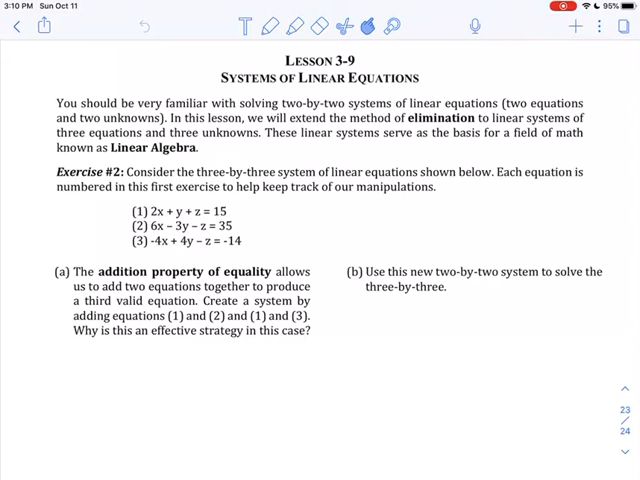 3:10 PM Sun Oct 11
95%
LESSON 3-9
SYSTEMS OF LINEAR EQUATIONS
You should be very familiar with solving two-by-two systems of linear equations (two equations
and two unknowns). In this lesson, we will extend the method of elimination to linear systems of
three equations and three unknowns. These linear systems serve as the basis for a field of math
known as Linear Algebra.
Exercise #2: Consider the three-by-three system of linear equations shown below. Each equation is
numbered in this first exercise to help keep track of our manipulations.
(1) 2x + y + z = 15
(2) 6x – 3y – z = 35
(3) -4x + 4y – z = -14
(a) The addition property of equality allows
us to add two equations together to produce
a third valid equation. Create a system by
adding equations (1) and (2) and (1) and (3).
Why is this an effective strategy in this case?
(b) Use this new two-by-two system to solve the
three-by-three.
23
/
24